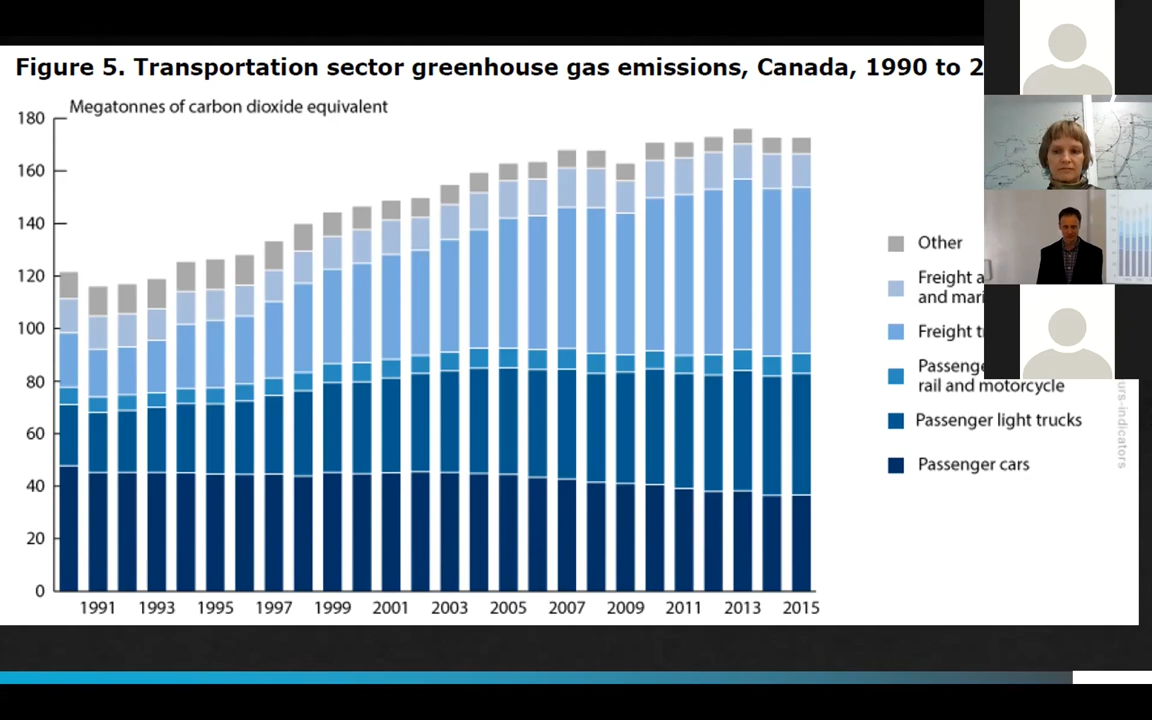 Figure 5. Transportation sector greenhouse gas emissions, Canada, 1990 to 2
Megatonnes of carbon dioxide equivalent
180
160
140
120
100
80
60
40
20
0
1991 1993 1995 1997 1999 2001 2003 2005 2007 2009 2011 2013 2015
Other
Freight a
and mari
Freight t
Passenge
rail and motorcycle
Passenger light trucks
Passenger cars
urs-indicators